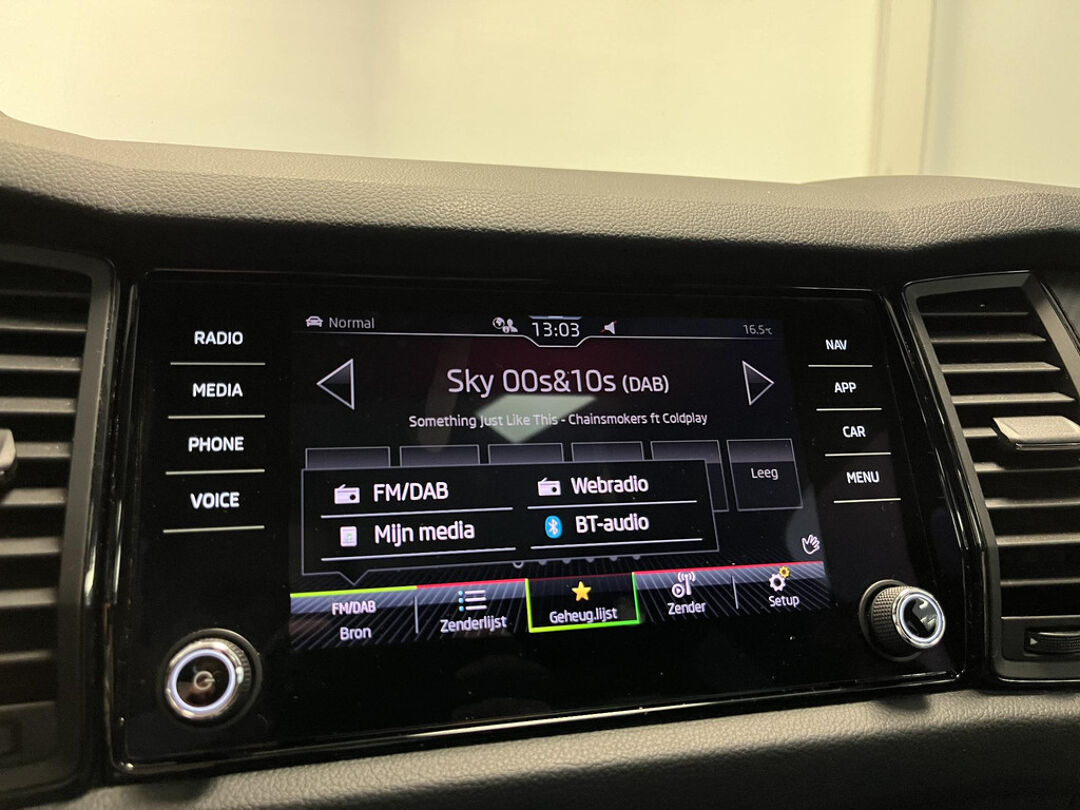 RADIO
MEDIA
PHONE
VOICE
Normal
13:03
16.5°C
Sky 00s&10s (DAB)
Something Just Like This - Chainsmokers ft Coldplay
Leeg
FM/DAB
Webradio
Mijn media
BT-audio
FM/DAB
Bron
Zenderlijst
Geheug.lijst
Zender
Setup
NAV
APP
CAR
MENU